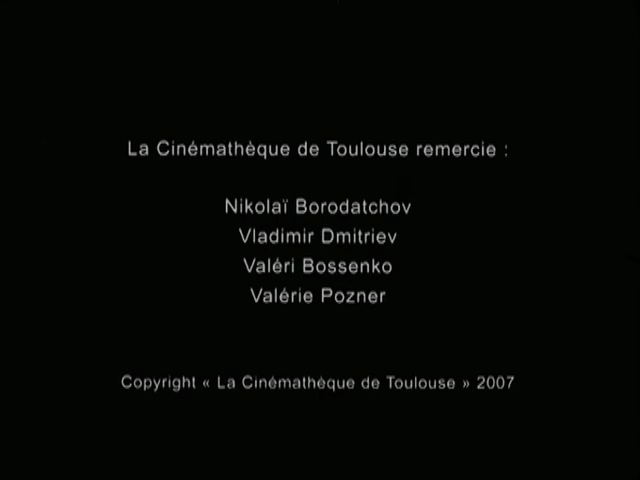 La Cinémathèque de Toulouse remercie :
Nikolaï Borodatchov
Vladimir Dmitriev
Valéri Bossenko
Valérie Pozner
Copyright « La Cinémathèque de Toulouse » 2007